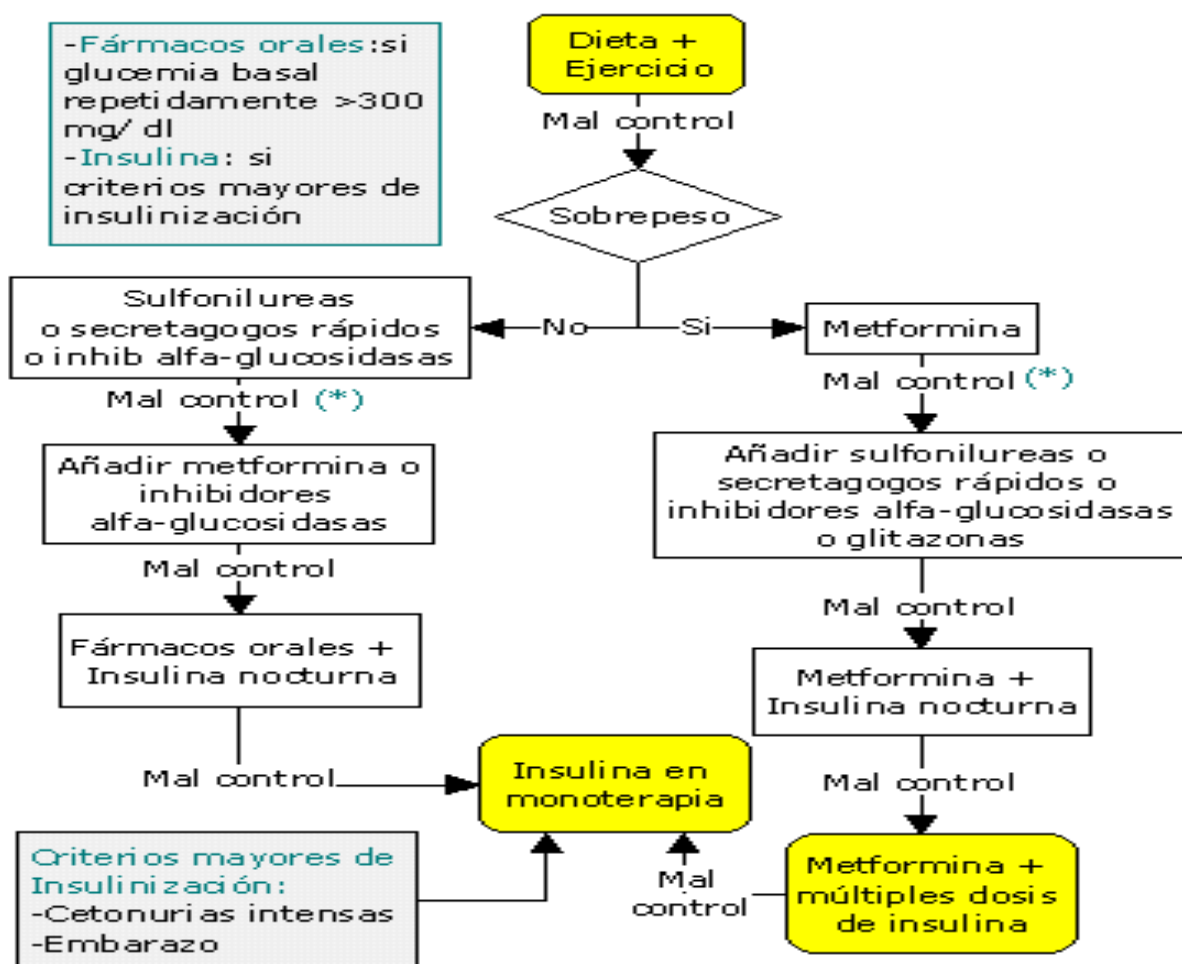 -Fármacos orales:si
glucemia basal
repetidamente >300
mg/ dl
-Insulina: si
criterios mayores de
insulinización
Dieta +
Ejercicio
Mal control
Sobrepeso
No
Si
Sulfonilureas
o secretagogos rápidos
o inhib alfa-glucosidasas
Mal control (*)
Añadir metformina o
inhibidores
alfa-glucosidasas
Mal control
Fármacos orales +
Insulina nocturna
Mal control
Metformina
Mal control (*)
Añadir sulfonilureas o
secretagogos rápidos o
inhibidores alfa-glucosidasas
o glitazonas
Mal control
Metformina +
Insulina nocturna
Mal control
Metformina +
múltiples dosis
de insulina
Mal
control
Insulina en
monoterapia
Criterios mayores de
Insulinización:
-Cetonurias intensas
-Embarazo